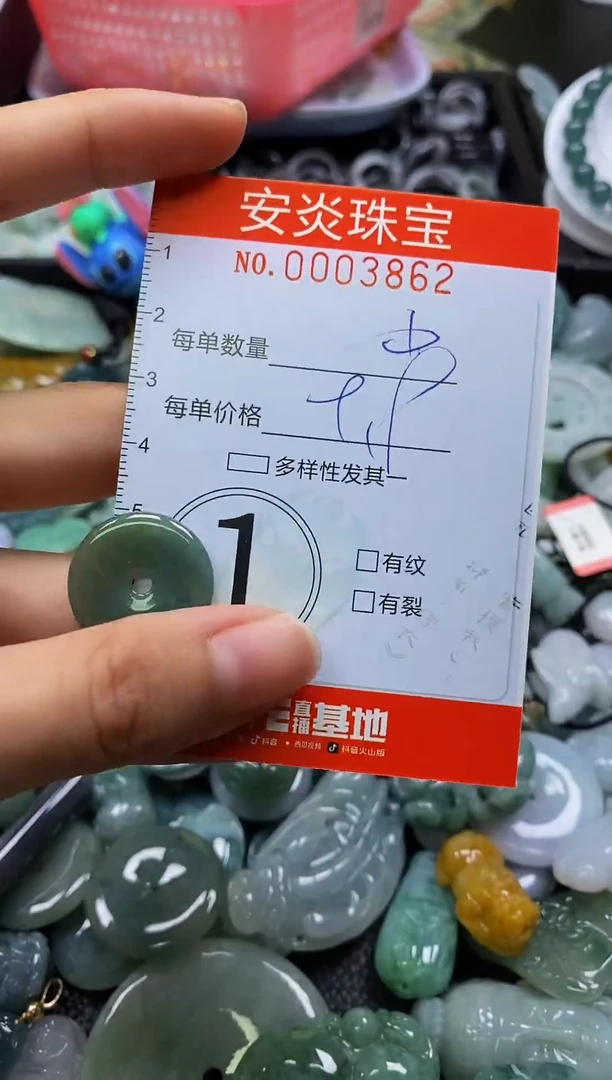 安炎珠宝
NO.0003862
1
2
每单数量
3
每单价格
4
多样性发其一
5
1
有纹
有裂
直播基地
抖音 • 西瓜视频 抖音火山版